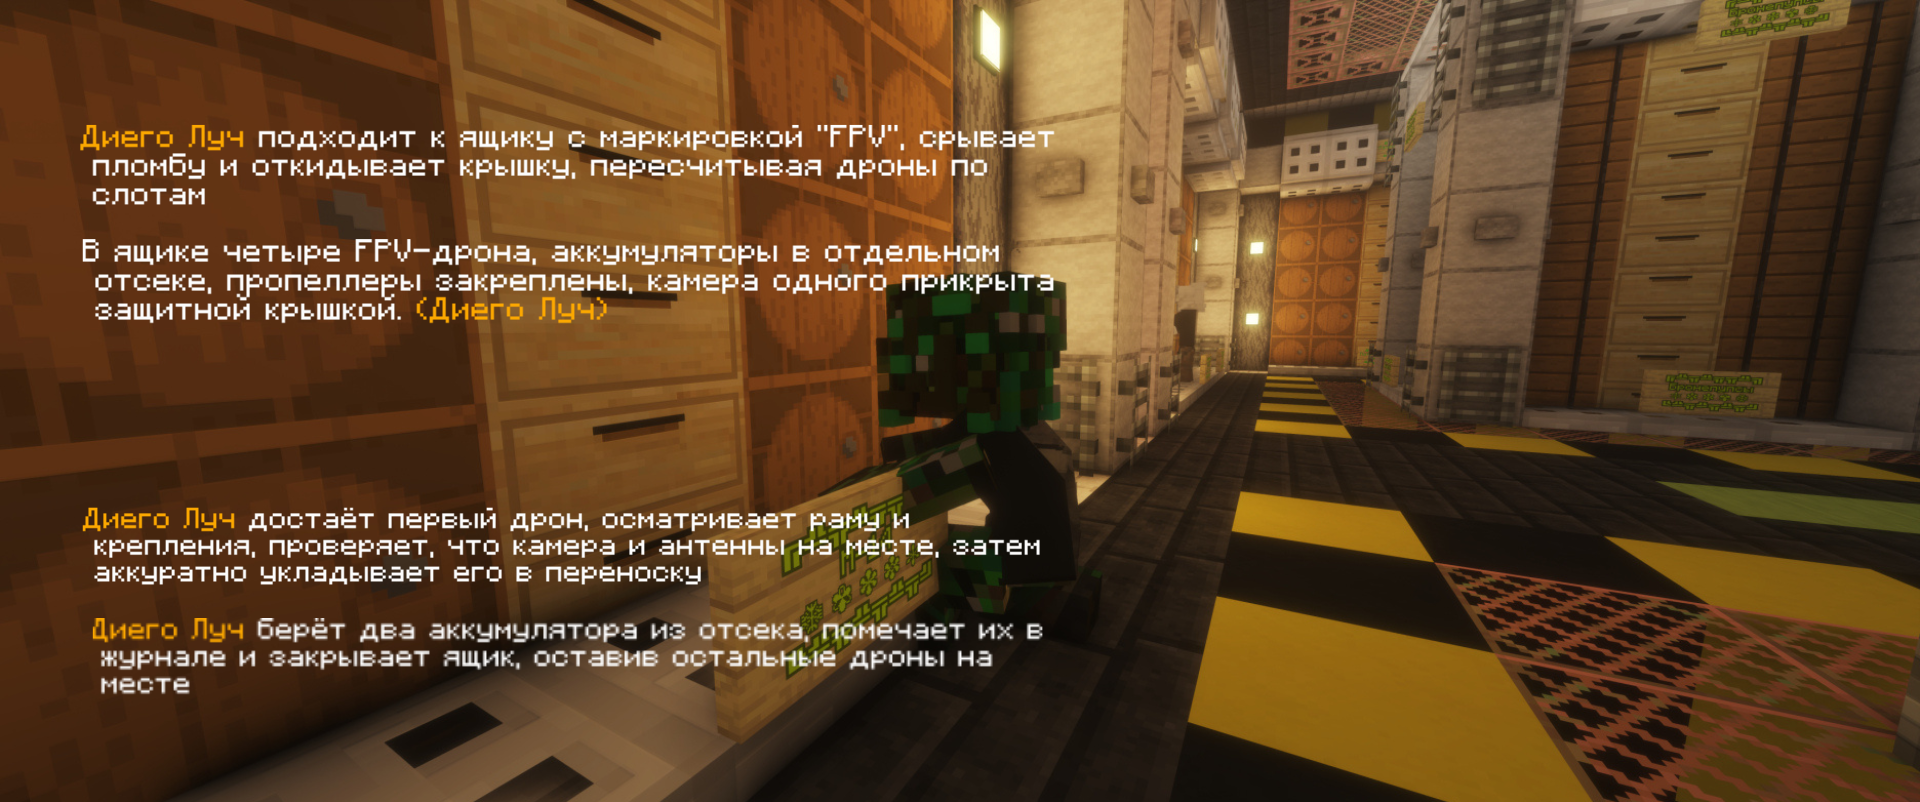 Диего Луч подходит к ящику с маркировкой "FPV", срывает
пломбу и откидывает крышку, пересчитывая дроны по
слотам
В ящике четыре FPV-дрона, аккумуляторы в отдельном
отсеке, пропеллеры закреплены, камера одного прикрыта
защитной крышкой. (Диего Луч)
Диего Луч достаёт первый дрон, осматривает раму и
крепления, проверяет, что камера и антенны на месте, затем
аккуратно укладывает его в переноску
Диего Луч берёт два аккумулятора из отсека, помечает их в
журнале и закрывает ящик, оставив остальные дроны на
месте